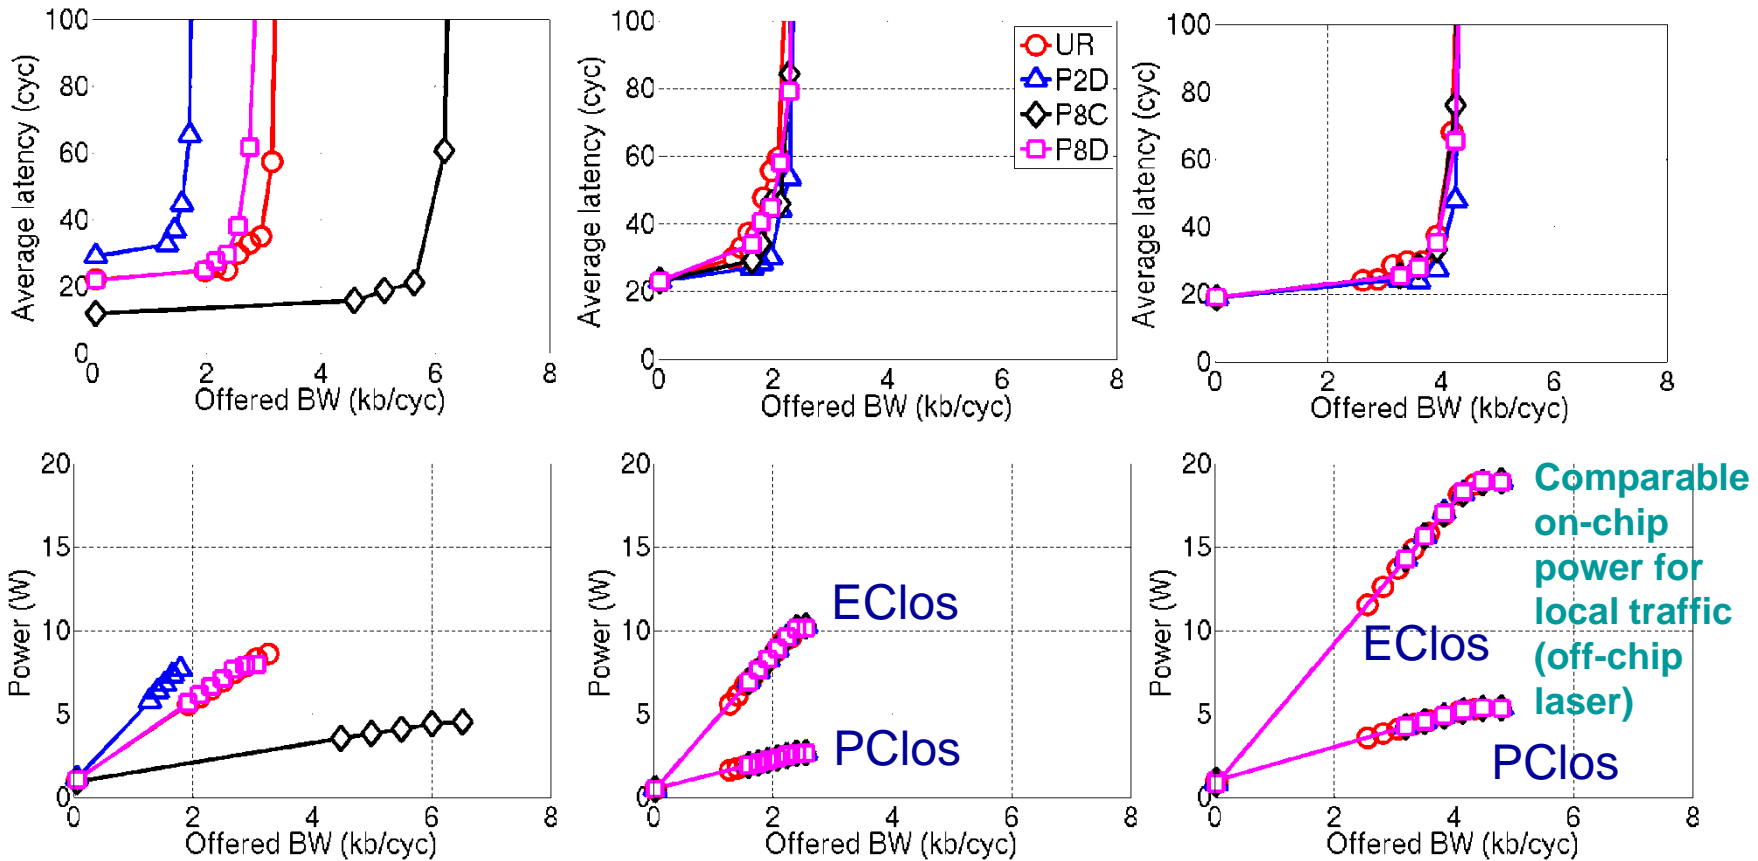 100
80
60
40
20
0
0 2 4 6 8
Average latency (cyc)
Offered BW (kb/cyc)
100
80
60
40
20
0
0 2 4 6 8
Average latency (cyc)
Offered BW (kb/cyc)
UR
P2D
P8C
P8D
100
80
60
40
20
0
0 2 4 6 8
Average latency (cyc)
Offered BW (kb/cyc)
20
15
10
5
0
0 2 4 6 8
Power (W)
Offered BW (kb/cyc)
20
15
10
5
0
0 2 4 6 8
Power (W)
Offered BW (kb/cyc)
EClos
PClos
20
15
10
5
0
0 2 4 6 8
Power (W)
Offered BW (kb/cyc)
EClos
PClos
Comparable
on-chip
power for
local traffic
(off-chip
laser)